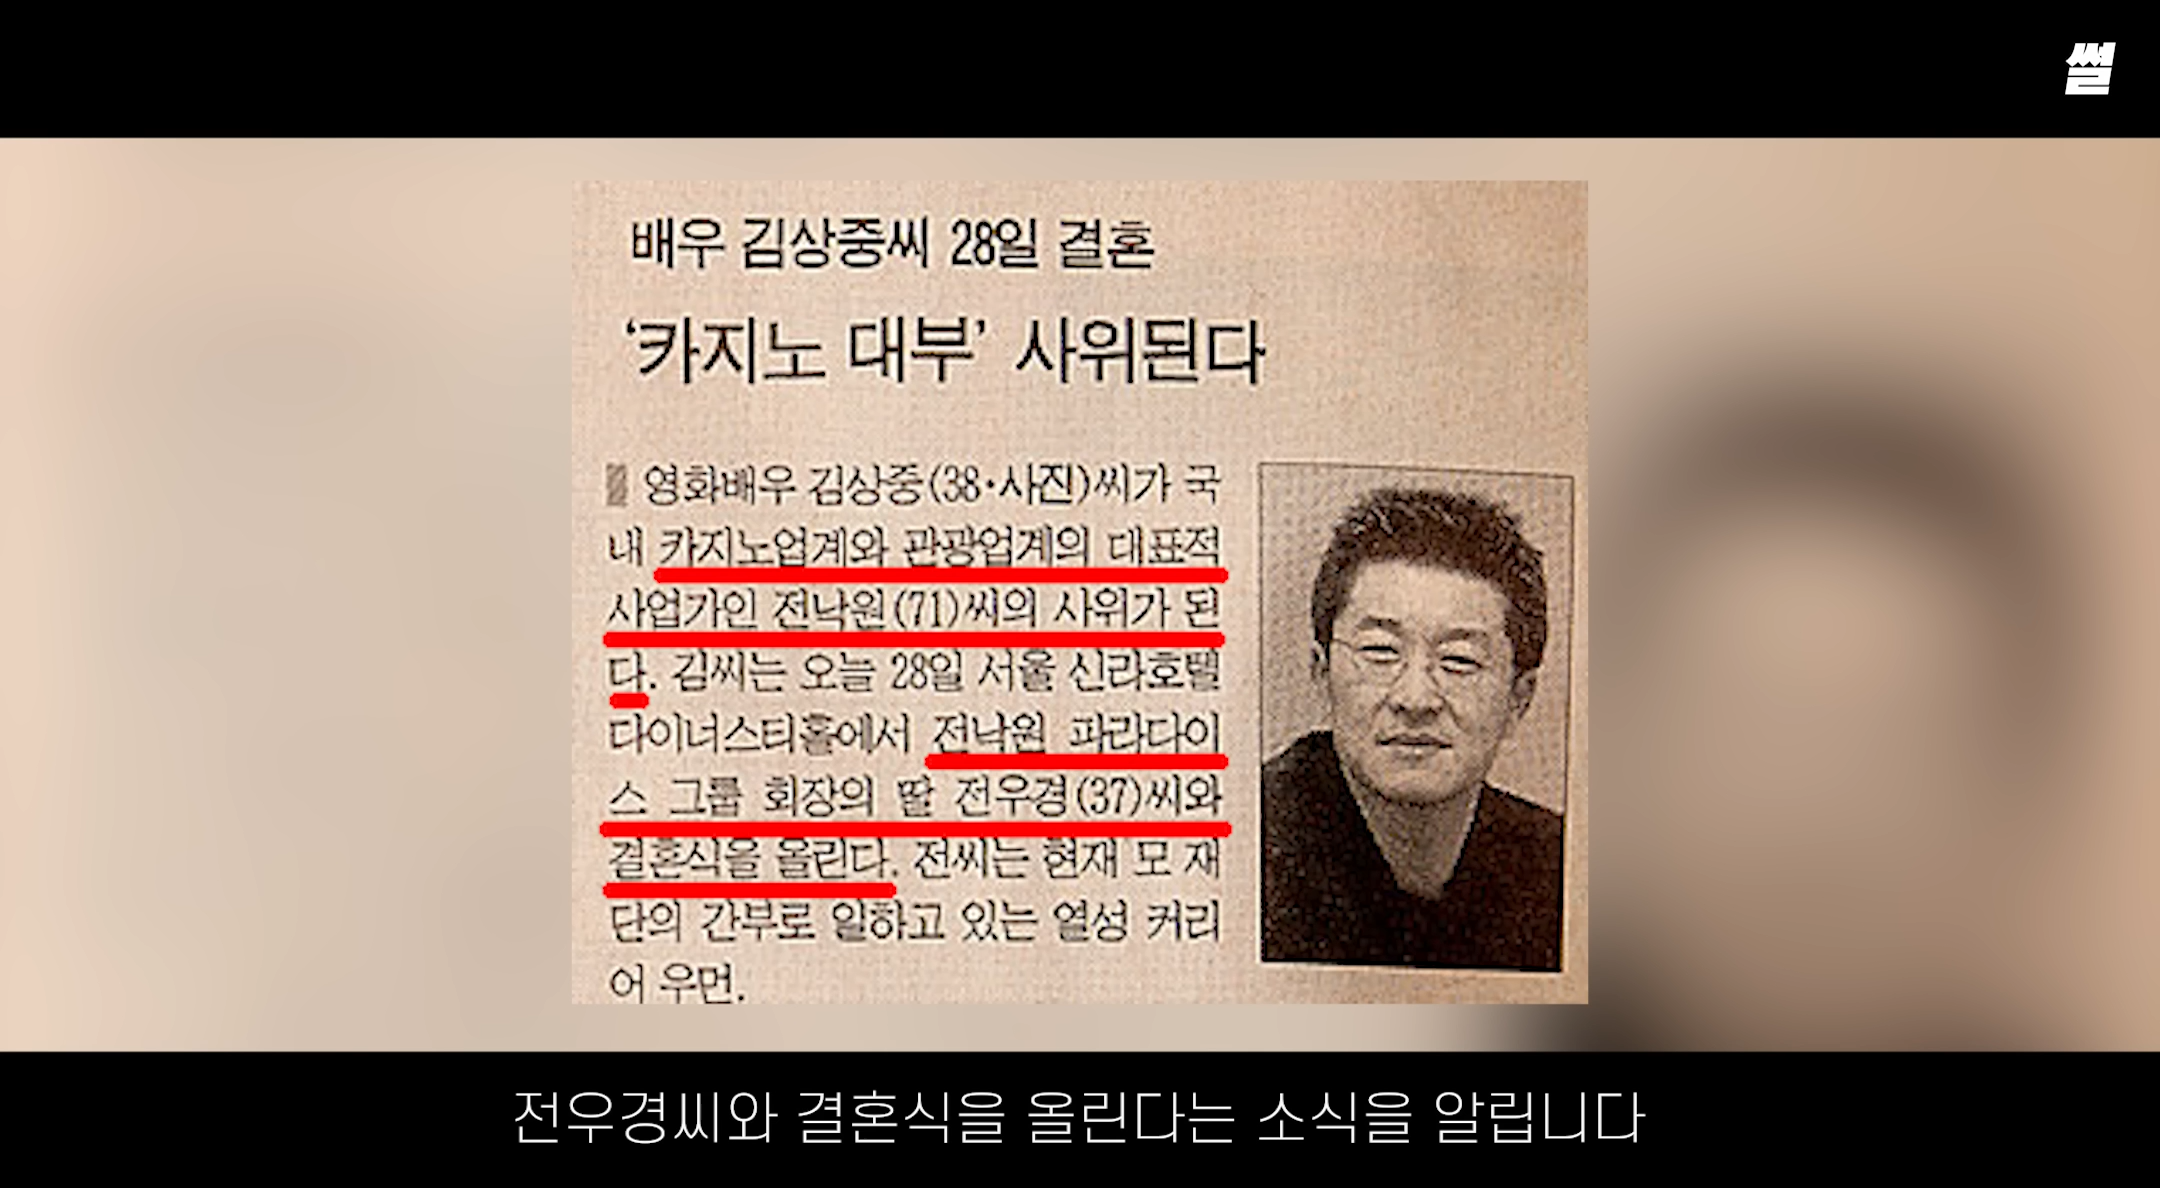 썰
배우 김상중씨 28일 결혼
‘카지노 대부’ 사위된다
영화배우 김상중(38·사진)씨가 국
내 카지노업계와 관광업계의 대표적
사업가인 전낙원(71)씨의 사위가 된
다. 김씨는 오늘 28일 서울 신라호텔
다이너스티홀에서 전낙원 파라다이
스 그룹 회장의 딸 전우경(37)씨와
결혼식을 올린다. 전씨는 현재 모 재
단의 간부로 일하고 있는 열성 커리
어 우먼.
전우경씨와 결혼식을 올린다는 소식을 알립니다